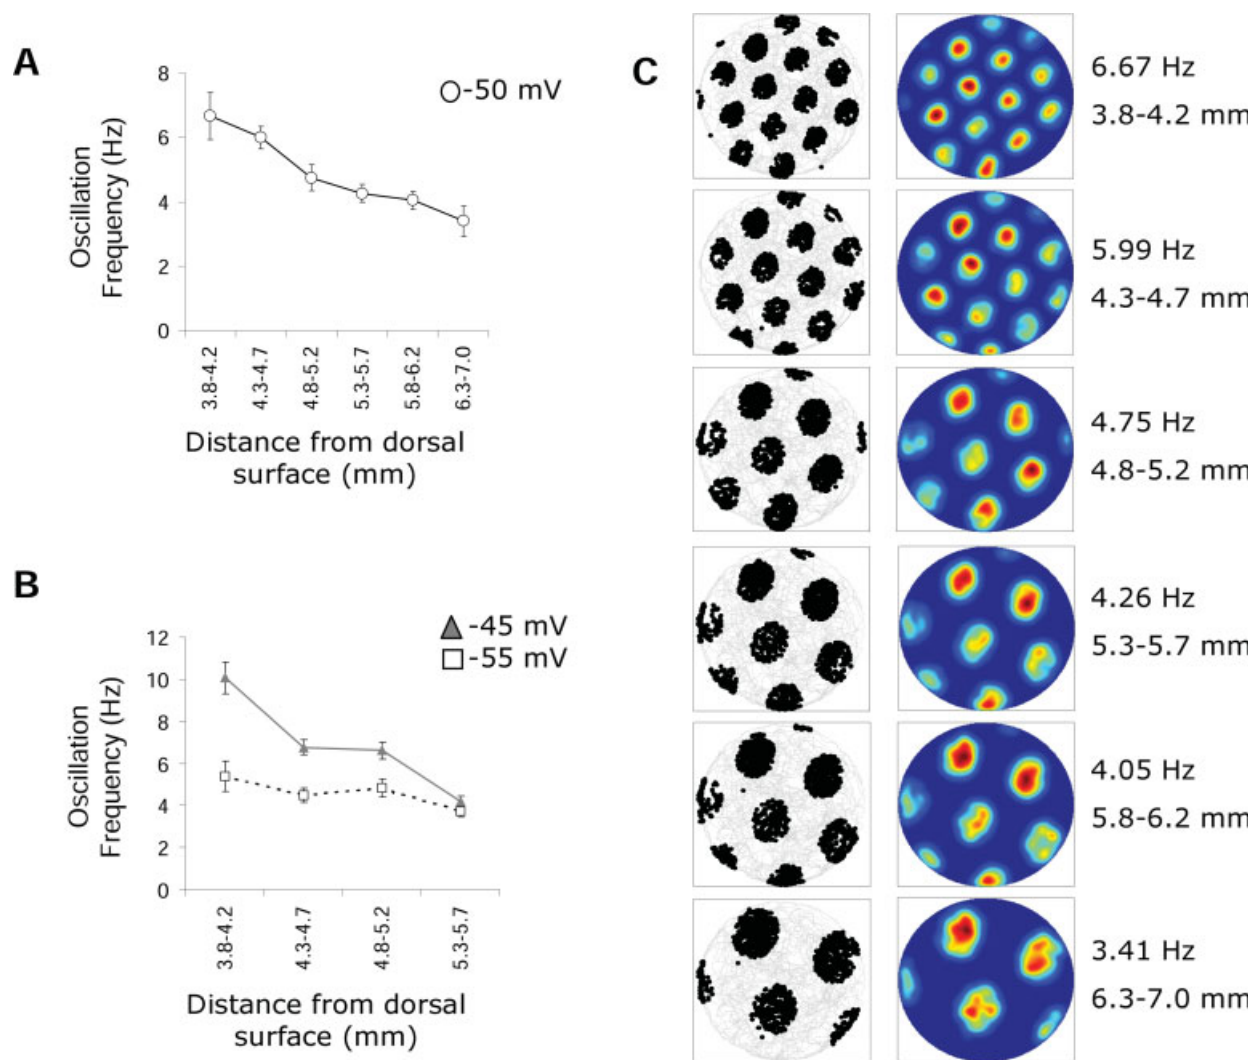 A
-50 mV
8
6
4
2
0
Oscillation
Frequency (Hz)
3.8-4.2
4.3-4.7
4.8-5.2
5.3-5.7
5.8-6.2
6.3-7.0
Distance from dorsal
surface (mm)
B
-45 mV
-55 mV
12
10
8
6
4
2
0
Oscillation
Frequency (Hz)
3.8-4.2
4.3-4.7
4.8-5.2
5.3-5.7
Distance from dorsal
surface (mm)
C
6.67 Hz
3.8-4.2 mm
5.99 Hz
4.3-4.7 mm
4.75 Hz
4.8-5.2 mm
4.26 Hz
5.3-5.7 mm
4.05 Hz
5.8-6.2 mm
3.41 Hz
6.3-7.0 mm